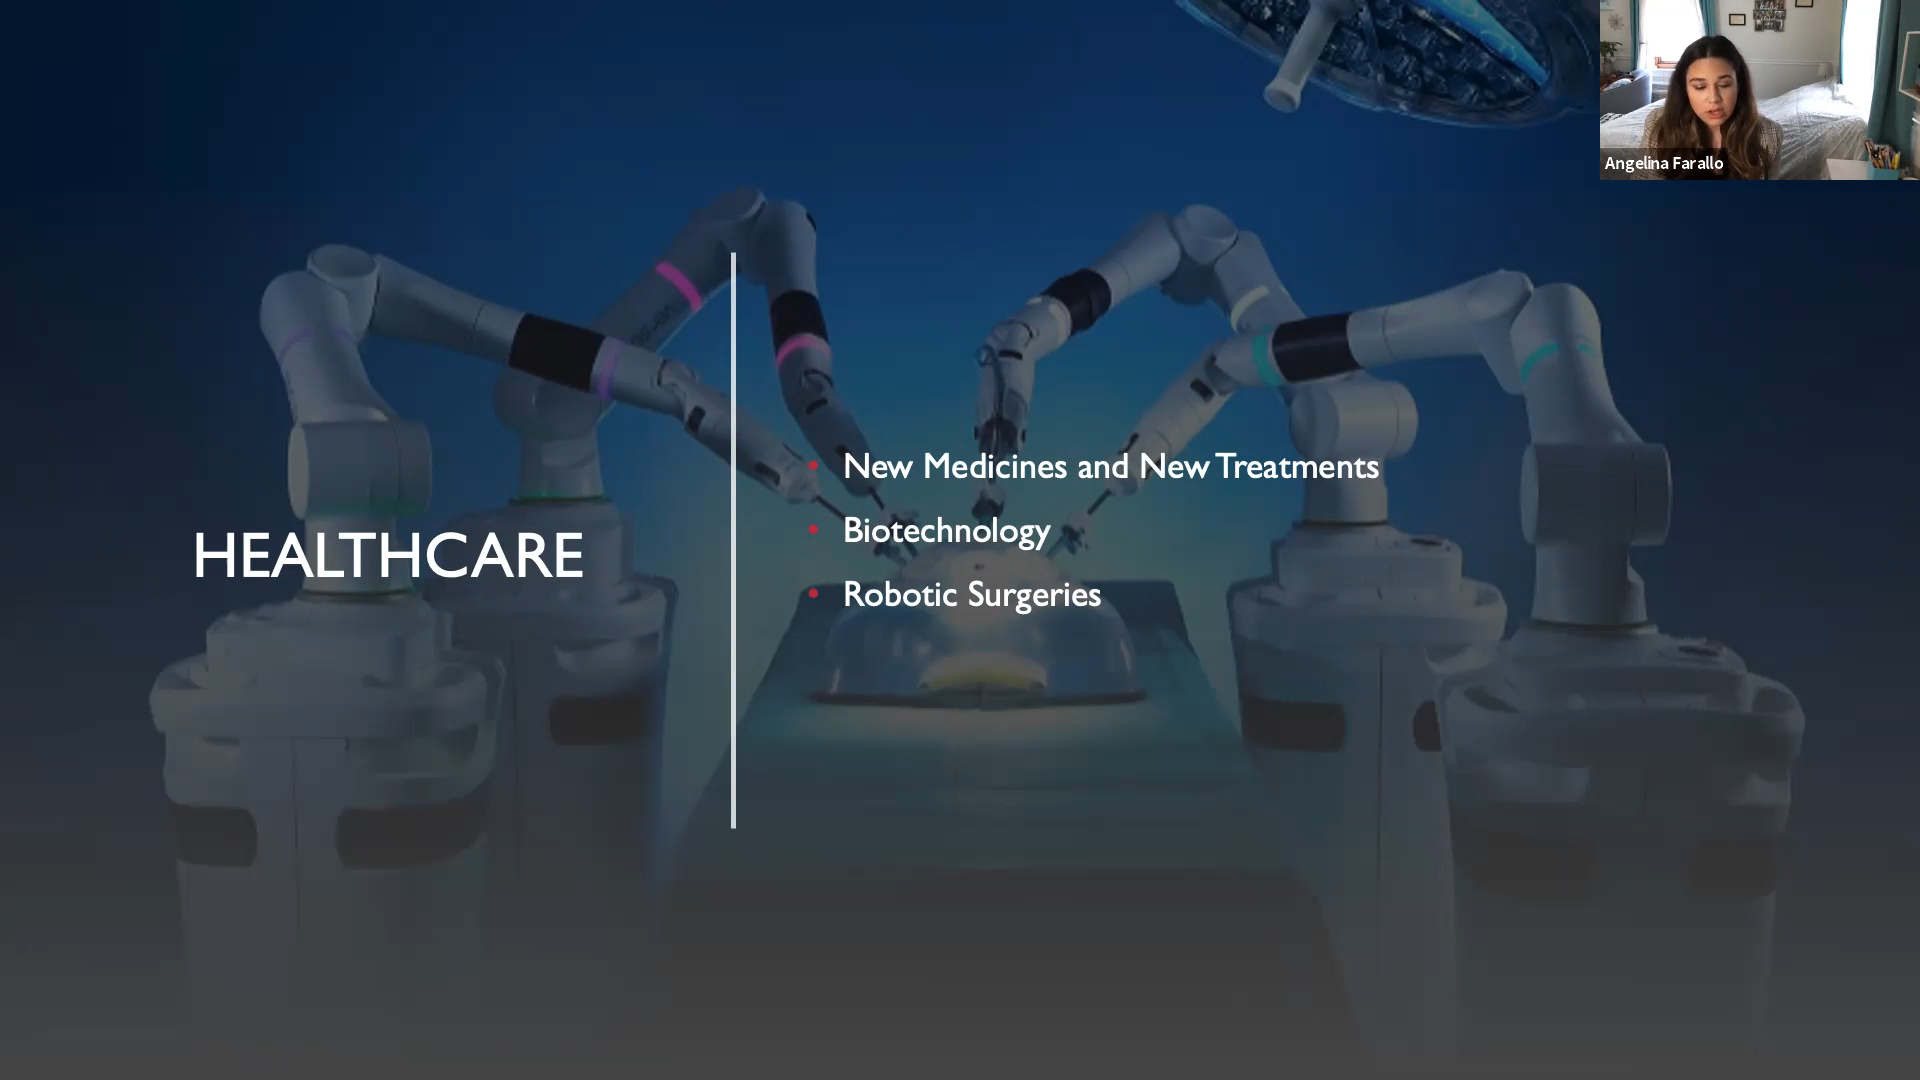 Angelina Farallo
HEALTHCARE
New Medicines and New Treatments
Biotechnology
Robotic Surgeries